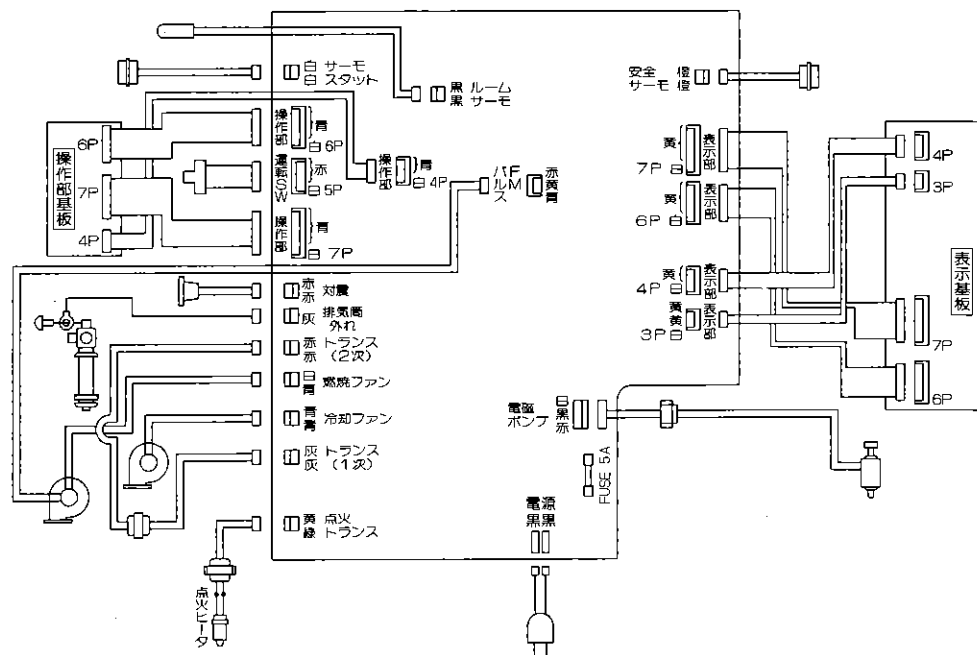 白 サーモ
白 スタット
黒 ルーム
黒 サーモ
安全 橙
サーモ 橙
操作部基板
6P
7P
4P
操作部
青
白 6P
運転SW
赤
白 5P
操作部
青
白 7P
操作部
青
白 4P
パルス
FM
赤
黄
青
黄
7P 白
表示部
黄
6P 白
表示部
黄
4P 白
表示部
黄
黄
3P 白
表示部
4P
3P
表示基板
7P
6P
赤
赤 対震
灰 排気筒
外れ
赤 トランス
赤 (2次)
白
青 燃焼ファン
青
青 冷却ファン
灰 トランス
灰 (1次)
黄 点火
緑 トランス
点火ヒータ
電磁
ポンプ
白
黒
赤
FUSE 5A
電源
黒黒